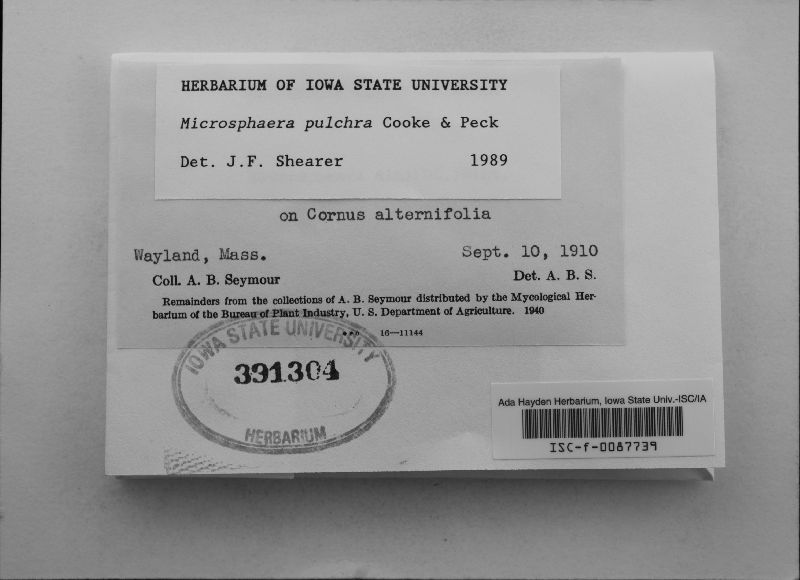 HERBARIUM OF IOWA STATE UNIVERSITY
Microsphaera pulchra Cooke & Peck
Det. J.F. Shearer 1989
on Cornus alternifolia
Wayland, Mass. Sept. 10, 1910
Coll. A. B. Seymour Det. A. B. S.
Remainders from the collections of A. B. Seymour distributed by the Mycological Her-
barium of the Bureau of Plant Industry, U. S. Department of Agriculture. 1940
16—11144
IOWA STATE UNIVERSITY
391304
HERBARIUM
Ada Hayden Herbarium, Iowa State Univ.-ISC/IA
ISC-f-0087739